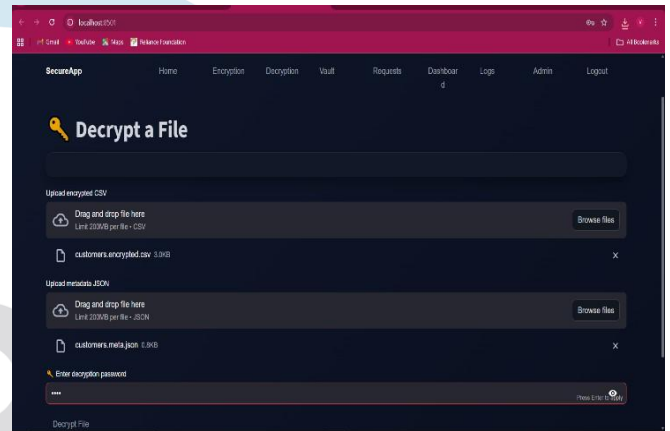 localhost:8501
Gmail YouTube Maps Reliance Foundation All Bookmarks
SecureApp Home Encryption Decryption Vault Requests Dashboar
d Logs Admin Logout
Decrypt a File
Upload encrypted CSV
Drag and drop file here
Limit 200MB per file • CSV
Browse files
customers.encrypted.csv 3.0KB
Upload metadata JSON
Drag and drop file here
Limit 200MB per file • JSON
Browse files
customers.meta.json 0.8KB
Enter decryption password
••••
Press Enter to apply
Decrypt File